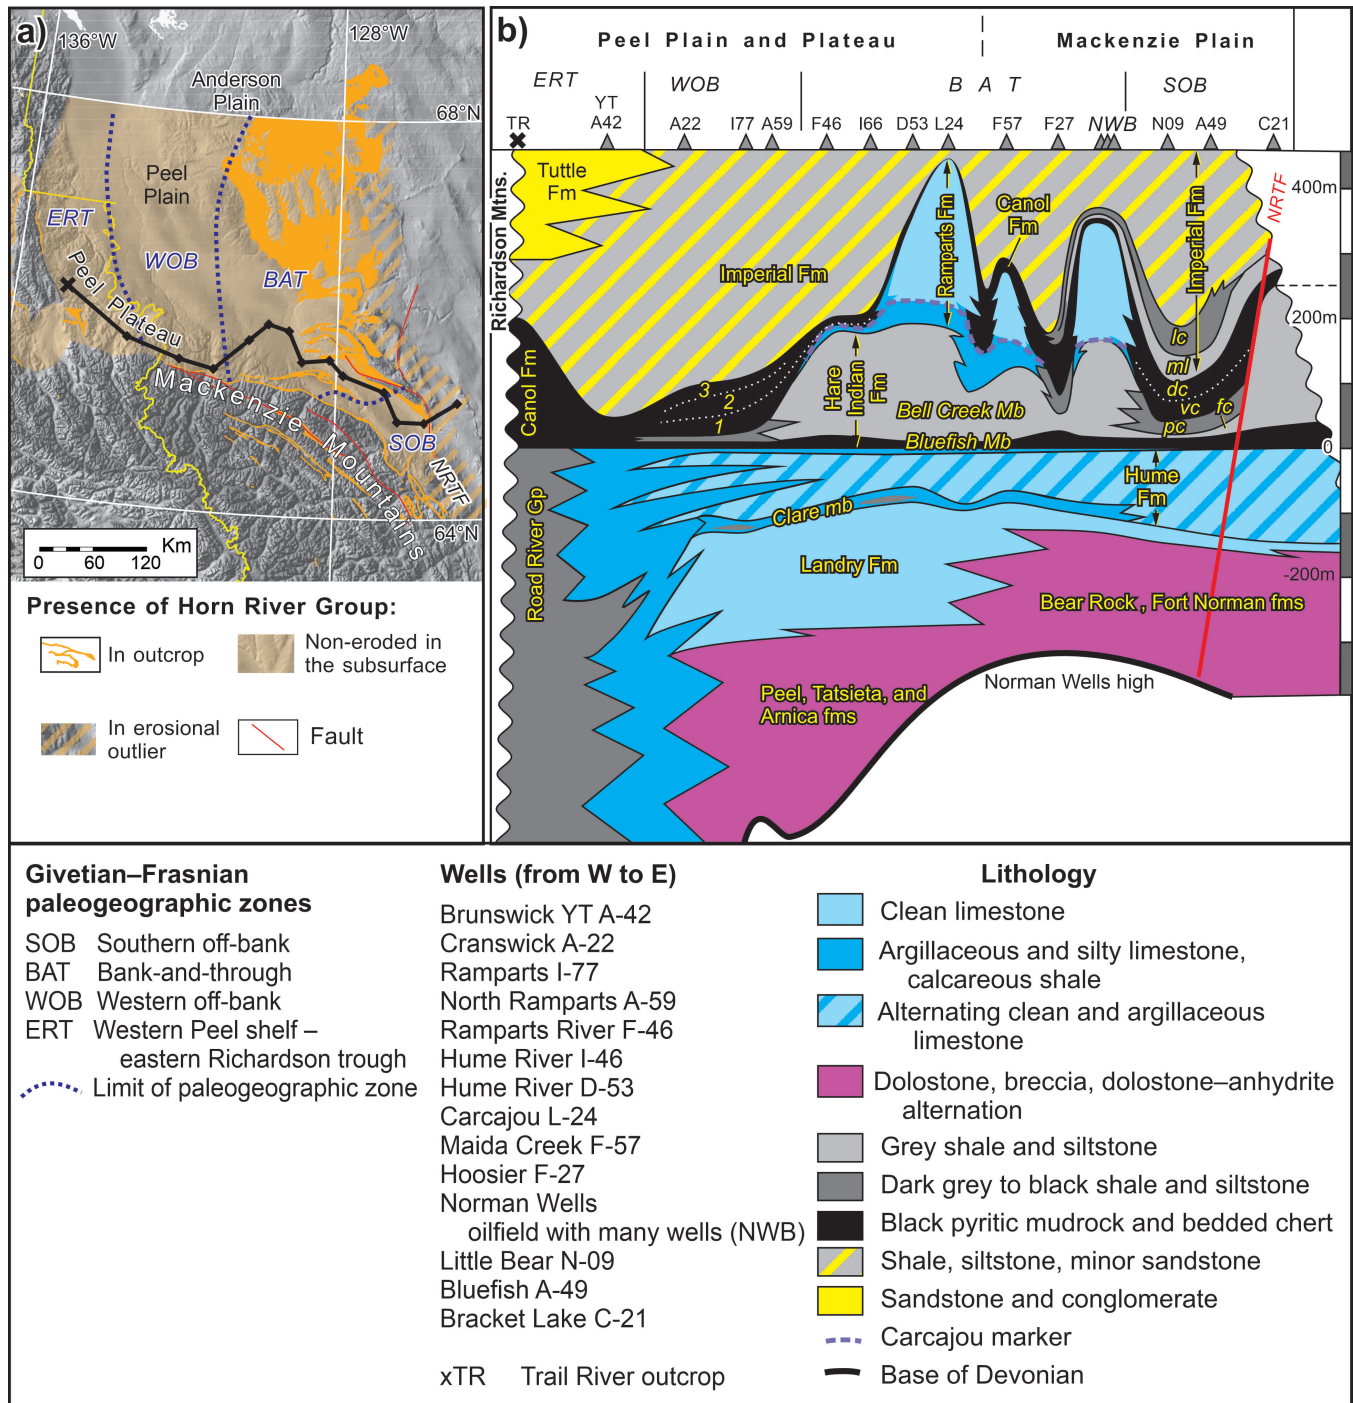 a)
136°W
128°W
Anderson
Plain
68°N
Peel
Plain
ERT
WOB
BAT
Peel Plateau
Mackenzie Mountains
SOB
NRTF
64°N
Km
0 60 120
Presence of Horn River Group:
In outcrop
Non-eroded in
the subsurface
In erosional
outlier
Fault
b)
Peel Plain and Plateau
Mackenzie Plain
ERT WOB B A T SOB
YT
TR A42 A22 I77 A59 F46 I66 D53 L24 F57 F27 NWB N09 A49 C21
Richardson Mtns.
Tuttle
Fm
Canol Fm
Imperial Fm
Ramparts Fm
Canol
Fm
Imperial Fm
NRTF
400m
200m
0
-200m
3
2
1
Hare
Indian
Fm
Bell Creek Mb
Bluefish Mb
lc
ml
dc
vc
fc
pc
Road River Gp
Hume
Fm
Clare mb
Landry Fm
Bear Rock, Fort Norman fms
Peel, Tatsieta, and
Arnica fms
Norman Wells high
Givetian–Frasnian
paleogeographic zones
SOB Southern off-bank
BAT Bank-and-through
WOB Western off-bank
ERT Western Peel shelf –
eastern Richardson trough
Limit of paleogeographic zone
Wells (from W to E)
Brunswick YT A-42
Cranswick A-22
Ramparts I-77
North Ramparts A-59
Ramparts River F-46
Hume River I-46
Hume River D-53
Carcajou L-24
Maida Creek F-57
Hoosier F-27
Norman Wells
oilfield with many wells (NWB)
Little Bear N-09
Bluefish A-49
Bracket Lake C-21
xTR Trail River outcrop
Lithology
Clean limestone
Argillaceous and silty limestone,
calcareous shale
Alternating clean and argillaceous
limestone
Dolostone, breccia, dolostone–anhydrite
alternation
Grey shale and siltstone
Dark grey to black shale and siltstone
Black pyritic mudrock and bedded chert
Shale, siltstone, minor sandstone
Sandstone and conglomerate
Carcajou marker
Base of Devonian